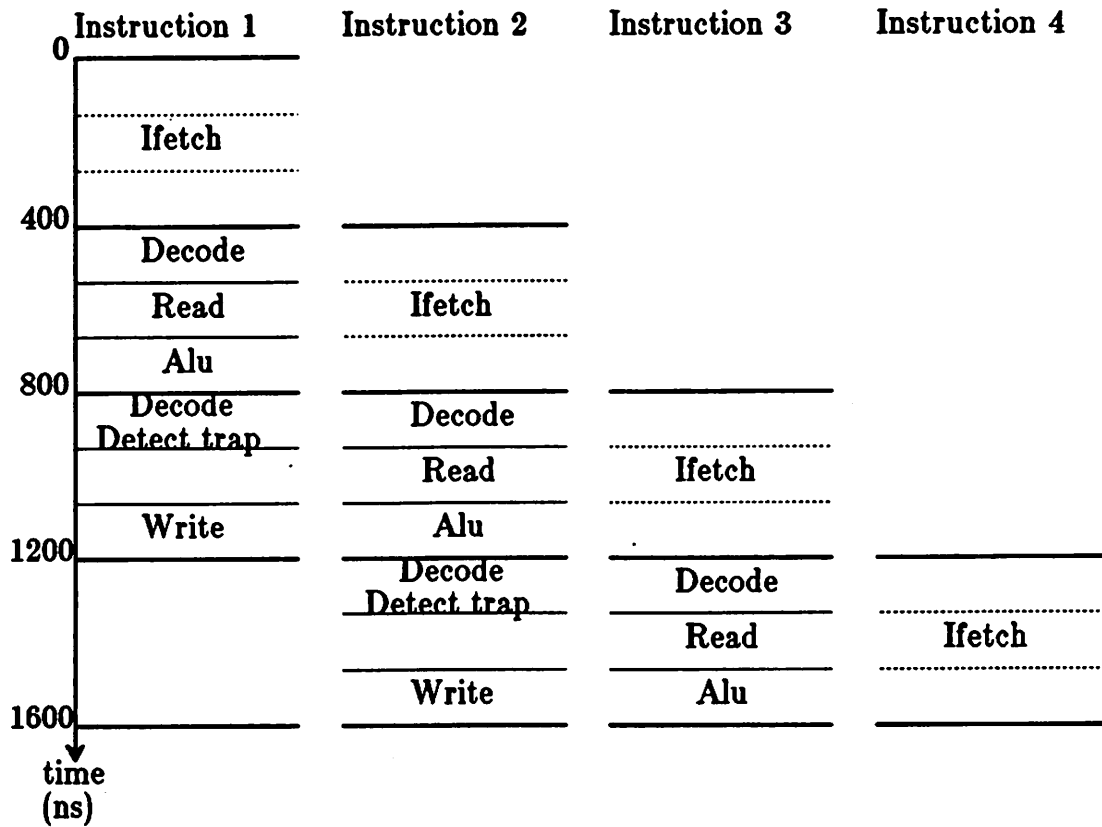 Instruction 1 Instruction 2 Instruction 3 Instruction 4
0
Ifetch
400
Decode
Read Ifetch
Alu
800
Decode
Detect trap Decode
Read Ifetch
Write Alu
1200
Decode
Detect trap Decode
Read Ifetch
Write Alu
1600
time
(ns)